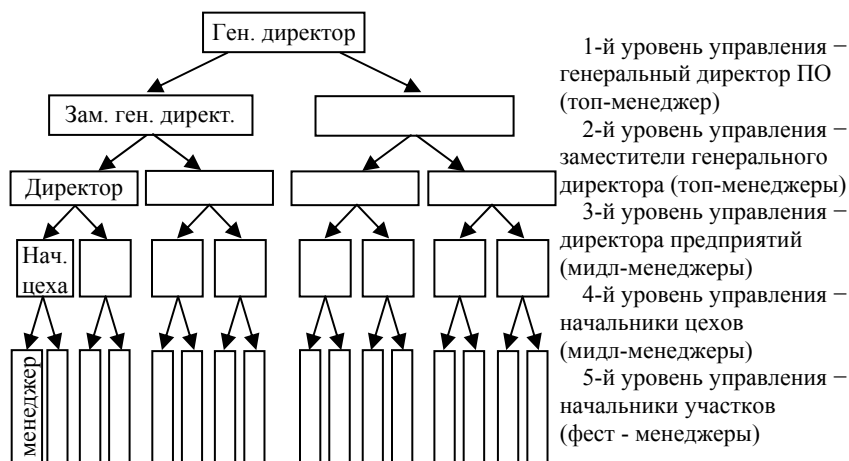 Ген. директор
Зам. ген. директ.
Директор
Нач.
цеха
менеджер
1-й уровень управления −
генеральный директор ПО
(топ-менеджер)
2-й уровень управления −
заместители генерального
директора (топ-менеджеры)
3-й уровень управления −
директора предприятий
(мидл-менеджеры)
4-й уровень управления −
начальники цехов
(мидл-менеджеры)
5-й уровень управления −
начальники участков
(фест - менеджеры)